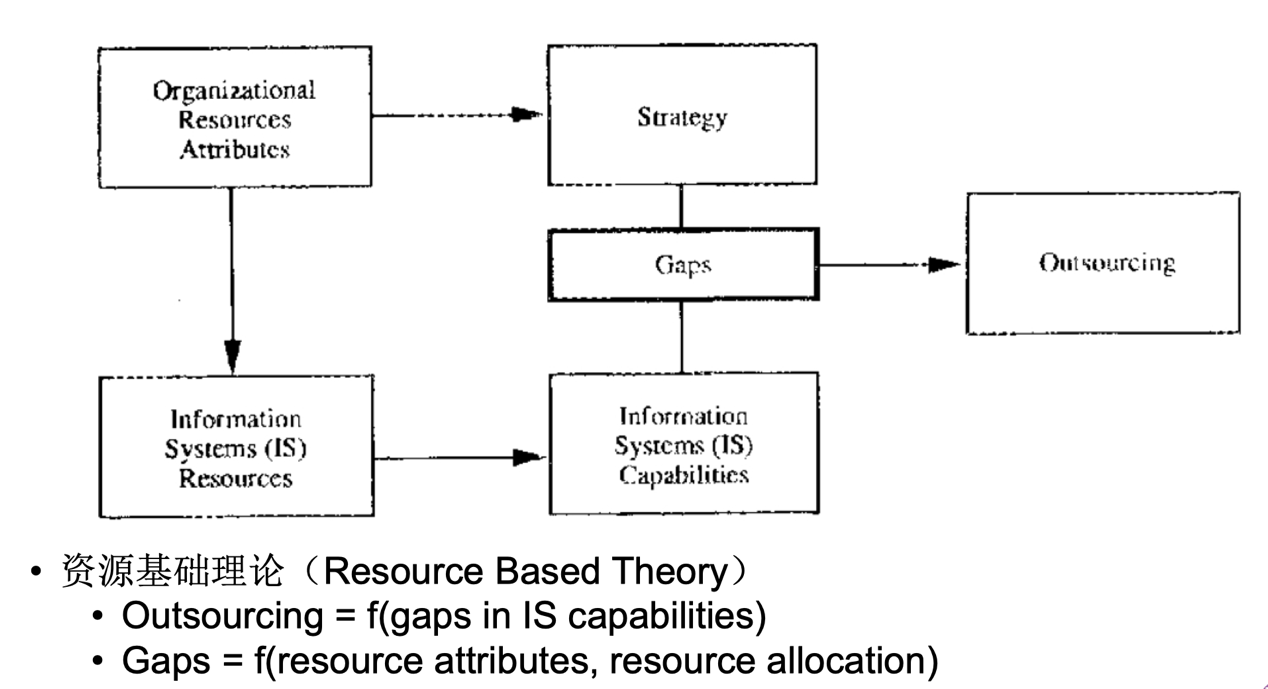 Organizational
Resources
Attributes
Strategy
Gaps
Outsourcing
Information
Systems (IS)
Resources
Information
Systems (IS)
Capabilities
• 资源基础理论（Resource Based Theory）
• Outsourcing = f(gaps in IS capabilities)
• Gaps = f(resource attributes, resource allocation)